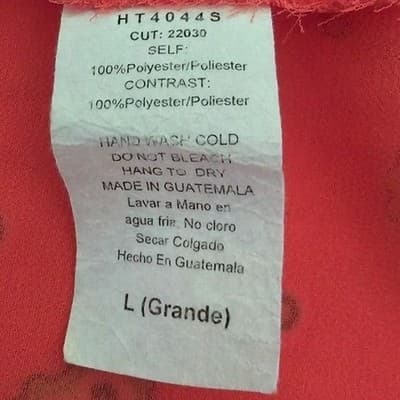 HT4044S
CUT: 22030
SELF:
100%Polyester/Poliester
CONTRAST:
100%Polyester/Poliester
HAND WASH COLD
DO NOT BLEACH
HANG TO DRY
MADE IN GUATEMALA
Lavar a Mano en
agua fria. No cloro
Secar Colgado
Hecho En Guatemala
L (Grande)